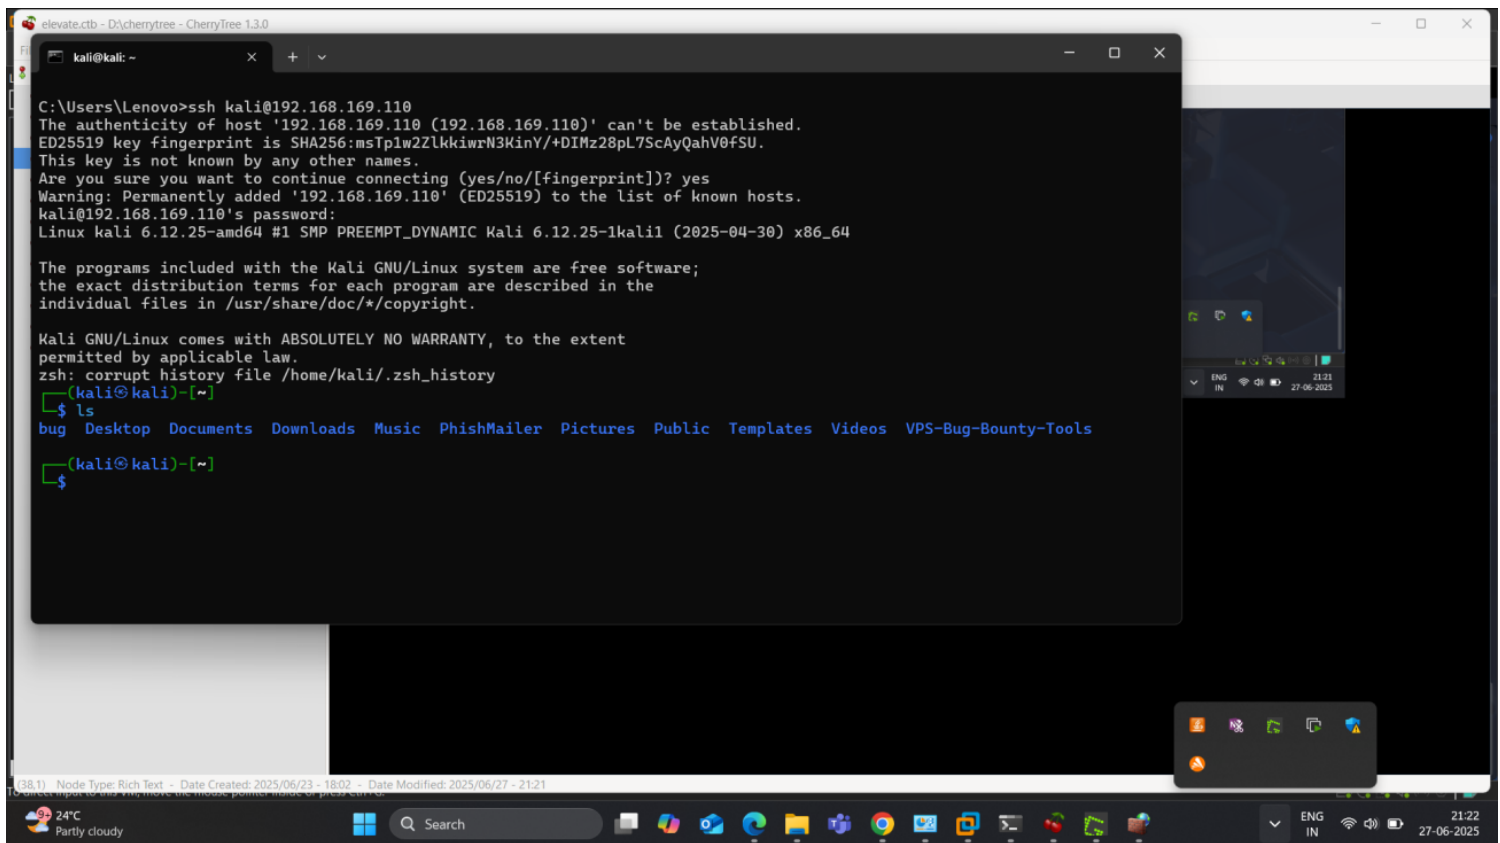 elevate.ctb - D:\cherrytree - CherryTree 1.3.0
kali@kali: ~
C:\Users\Lenovo>ssh kali@192.168.169.110
The authenticity of host '192.168.169.110 (192.168.169.110)' can't be established.
ED25519 key fingerprint is SHA256:msTp1w2ZlkkiwrN3KinY/+DIMz28pL7ScAyQahV0fSU.
This key is not known by any other names.
Are you sure you want to continue connecting (yes/no/[fingerprint])? yes
Warning: Permanently added '192.168.169.110' (ED25519) to the list of known hosts.
kali@192.168.169.110's password:
Linux kali 6.12.25-amd64 #1 SMP PREEMPT_DYNAMIC Kali 6.12.25-1kali1 (2025-04-30) x86_64
The programs included with the Kali GNU/Linux system are free software;
the exact distribution terms for each program are described in the
individual files in /usr/share/doc/*/copyright.
Kali GNU/Linux comes with ABSOLUTELY NO WARRANTY, to the extent
permitted by applicable law.
zsh: corrupt history file /home/kali/.zsh_history
┌──(kali㉿kali)-[~]
└─$ ls
bug Desktop Documents Downloads Music PhishMailer Pictures Public Templates Videos VPS-Bug-Bounty-Tools
┌──(kali㉿kali)-[~]
└─$
ENG
IN
21:21
27-06-2025
(38,1) Node Type: Rich Text - Date Created: 2025/06/23 - 18:02 - Date Modified: 2025/06/27 - 21:21
24°C
Partly cloudy
Search
ENG
IN
21:22
27-06-2025